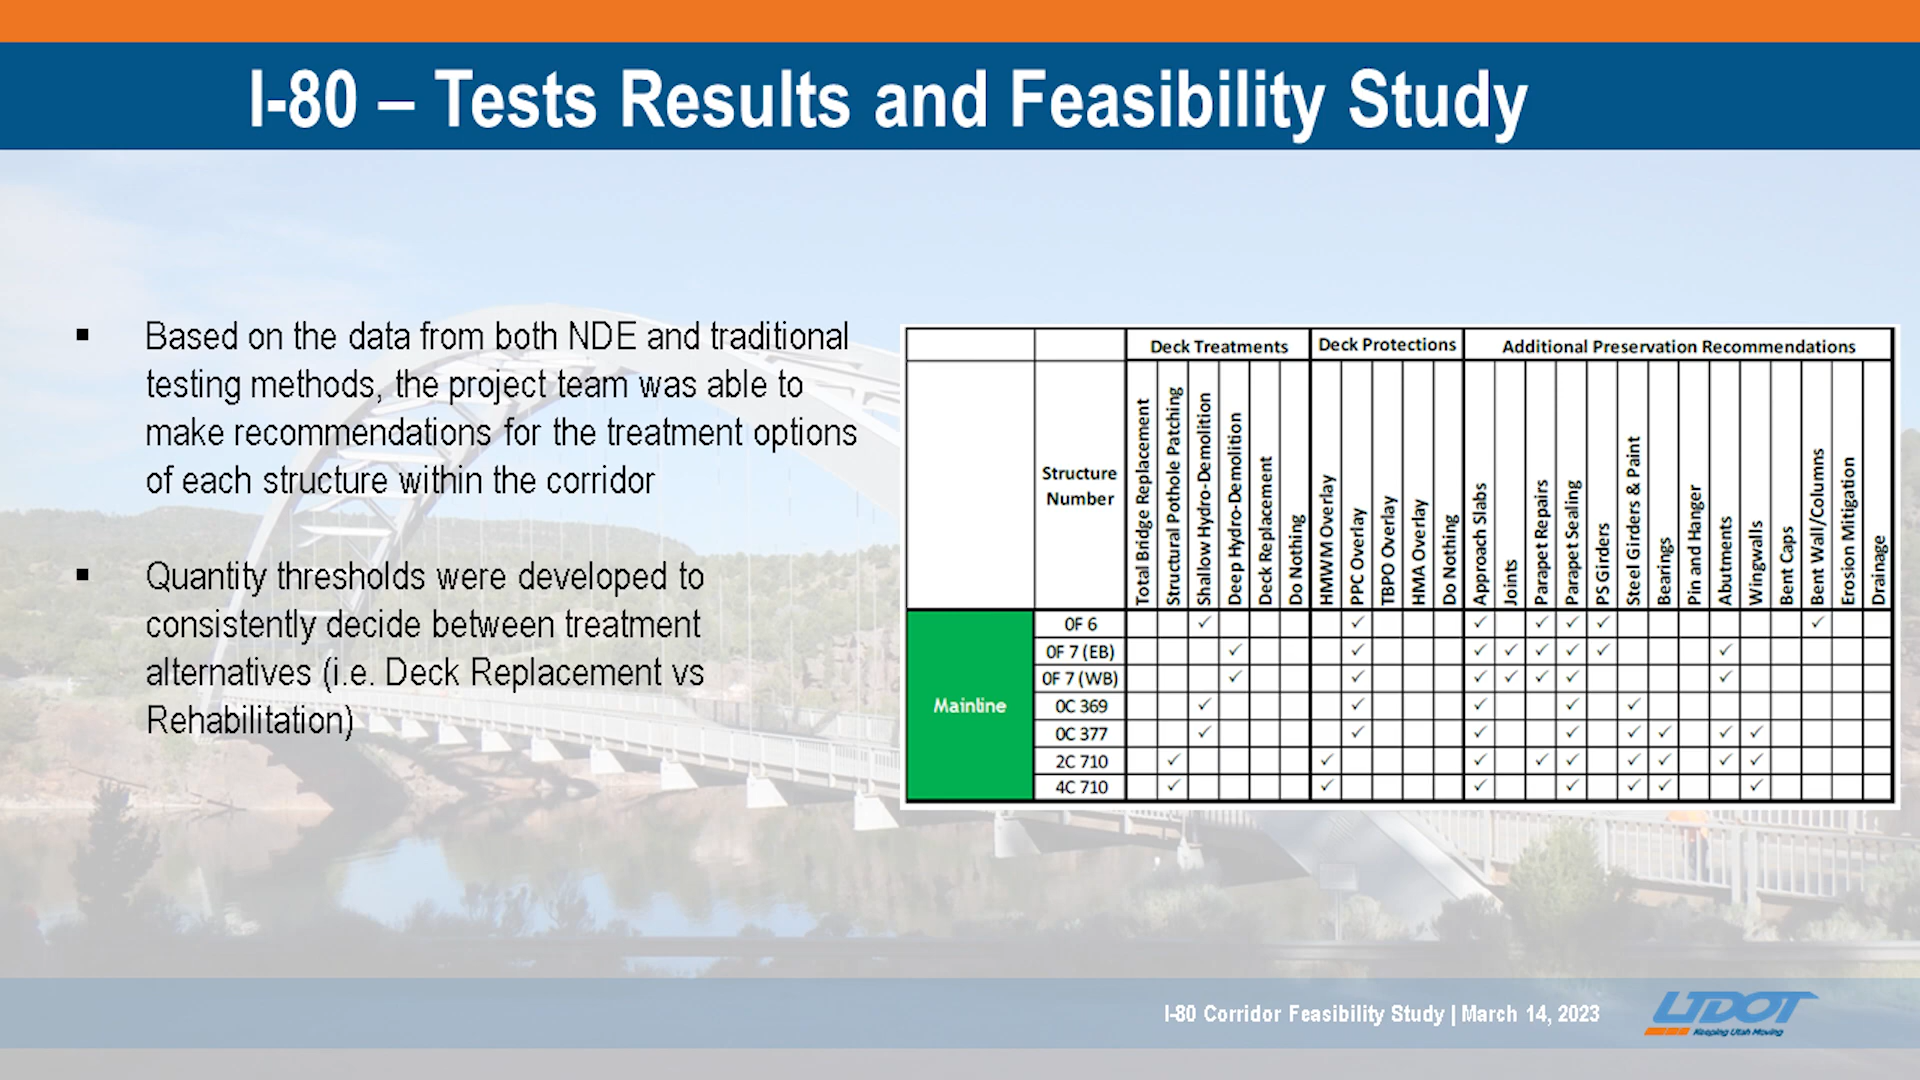 I-80 – Tests Results and Feasibility Study
▪ Based on the data from both NDE and traditional
testing methods, the project team was able to
make recommendations for the treatment options
of each structure within the corridor
▪ Quantity thresholds were developed to
consistently decide between treatment
alternatives (i.e. Deck Replacement vs
Rehabilitation)
Deck Treatments Deck Protections Additional Preservation Recommendations
Structure
Number
Total Bridge Replacement
Structural Pothole Patching
Shallow Hydro-Demolition
Deep Hydro-Demolition
Deck Replacement
Do Nothing
HMWM Overlay
PPC Overlay
TBPO Overlay
HMA Overlay
Do Nothing
Approach Slabs
Joints
Parapet Repairs
Parapet Sealing
PS Girders
Steel Girders & Paint
Bearings
Pin and Hanger
Abutments
Wingwalls
Bent Caps
Bent Wall/Columns
Erosion Mitigation
Drainage
Mainline
0F 6 ✓ ✓ ✓ ✓ ✓ ✓ ✓
0F 7 (EB) ✓ ✓ ✓ ✓ ✓ ✓ ✓ ✓
0F 7 (WB) ✓ ✓ ✓ ✓ ✓ ✓ ✓
0C 369 ✓ ✓ ✓ ✓ ✓
0C 377 ✓ ✓ ✓ ✓ ✓ ✓ ✓ ✓
2C 710 ✓ ✓ ✓ ✓ ✓ ✓ ✓ ✓ ✓
4C 710 ✓ ✓ ✓ ✓ ✓ ✓ ✓
I-80 Corridor Feasibility Study | March 14, 2023
UDOT
Keeping Utah Moving